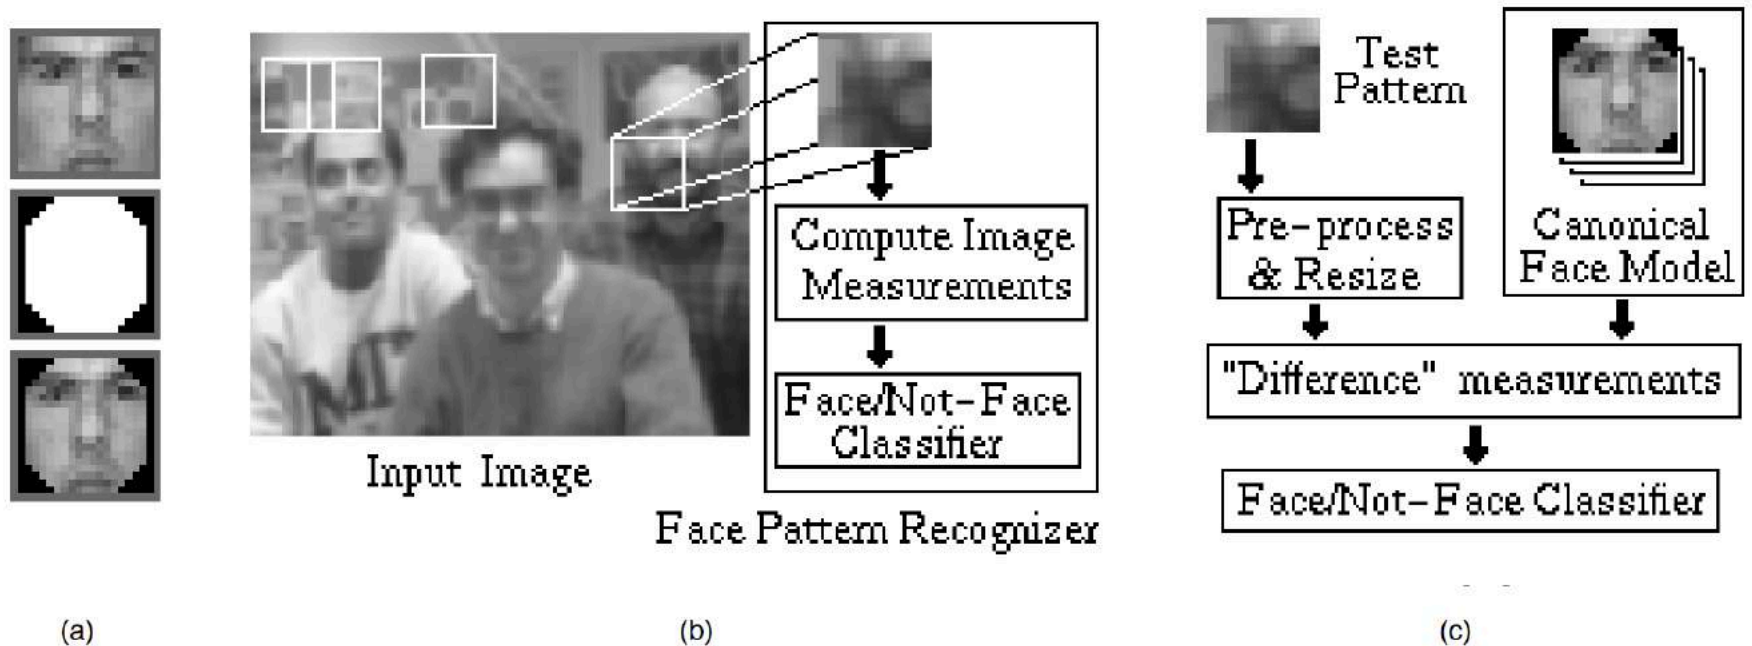 Compute Image
Measurements
Face/Not-Face
Classifier
Input Image
Face Pattern Recognizer
Test
Pattern
Pre-process
& Resize
Canonical
Face Model
"Difference" measurements
Face/Not-Face Classifier
(a)
(b)
(c)